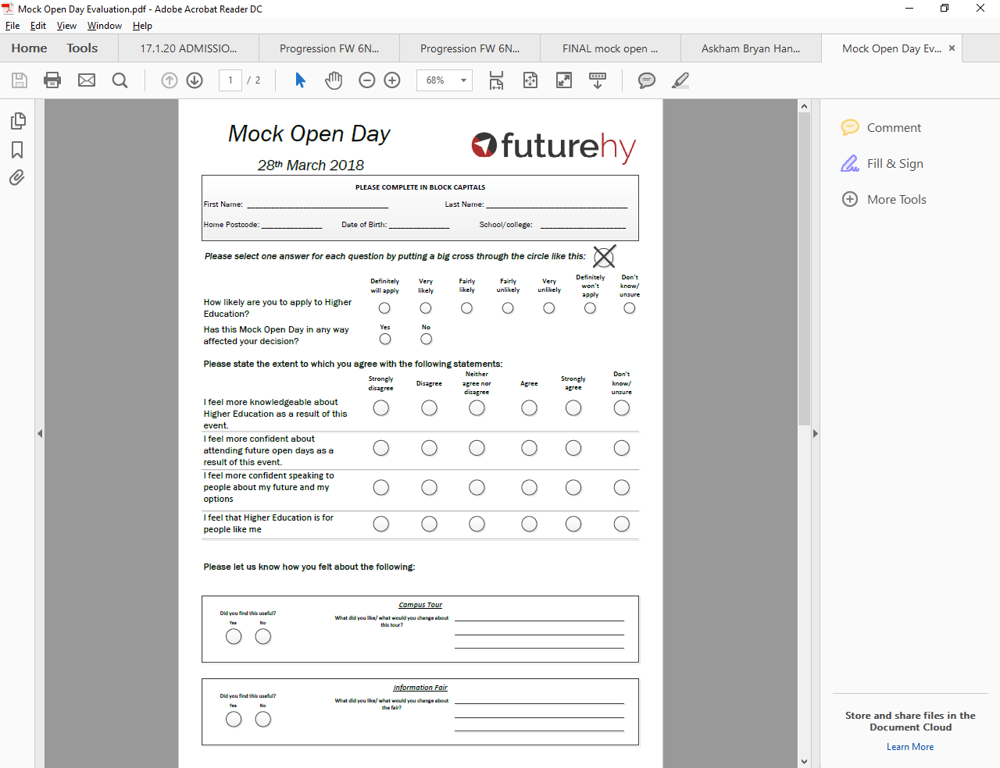 Mock Open Day Evaluation.pdf - Adobe Acrobat Reader DC
File Edit View Window Help
Home Tools 17.1.20 ADMISSIO... Progression FW 6N... Progression FW 6N... FINAL mock open ... Askham Bryan Han... Mock Open Day Ev... ×
1 / 2 68%
Comment
Fill & Sign
More Tools
Mock Open Day
28th March 2018
futurehy
PLEASE COMPLETE IN BLOCK CAPITALS
First Name: Last Name:
Home Postcode: Date of Birth: School/college:
Please select one answer for each question by putting a big cross through the circle like this:
Definitely will apply Very likely Fairly likely Fairly unlikely Very unlikely Definitely won't apply Don't know/ unsure
How likely are you to apply to Higher
Education?
Has this Mock Open Day in any way
affected your decision?
Yes No
Please state the extent to which you agree with the following statements:
Strongly disagree Disagree Neither agree nor disagree Agree Strongly agree Don't know/ unsure
I feel more knowledgeable about
Higher Education as a result of this
event.
I feel more confident about
attending future open days as a
result of this event.
I feel more confident speaking to
people about my future and my
options
I feel that Higher Education is for
people like me
Please let us know how you felt about the following:
Campus Tour
Did you find this useful?
Yes No
What did you like/ what would you change about
this tour?
Information Fair
Did you find this useful?
Yes No
What did you like/ what would you change about
the fair?
Store and share files in the
Document Cloud
Learn More